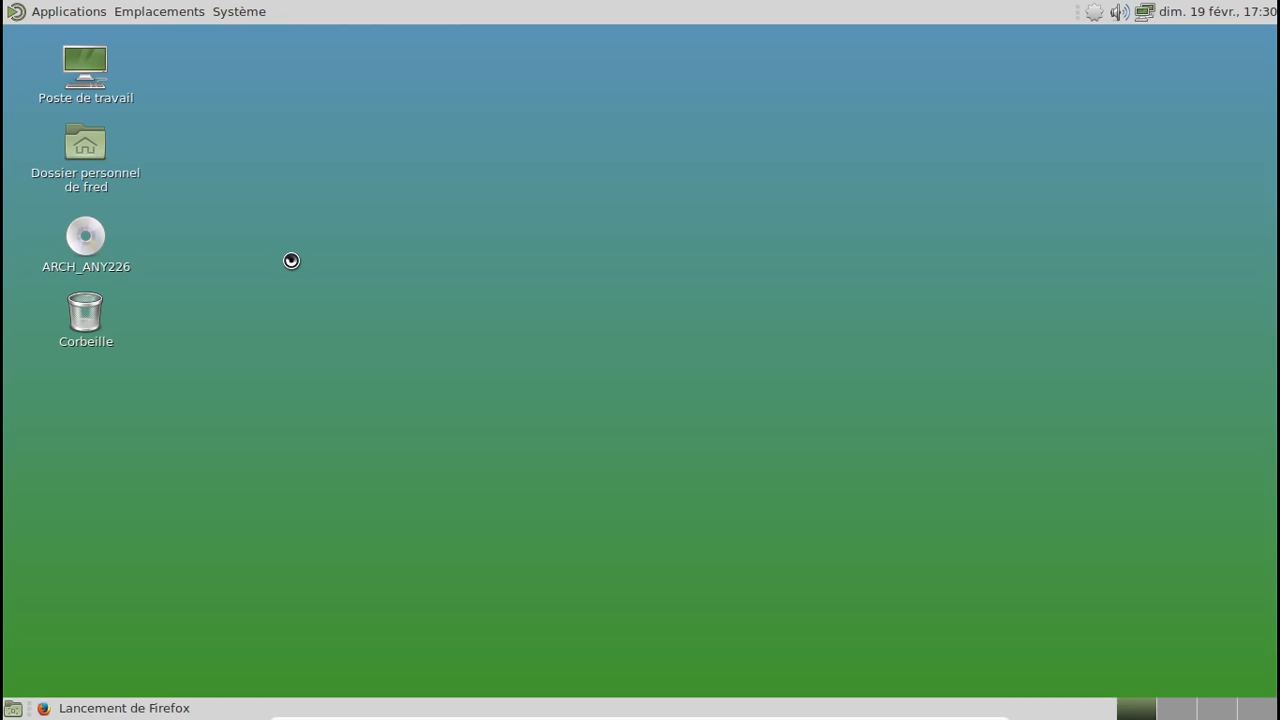 Applications Emplacements Système
dim. 19 févr., 17:30
Poste de travail
Dossier personnel
de fred
ARCH_ANY226
Corbeille
Lancement de Firefox